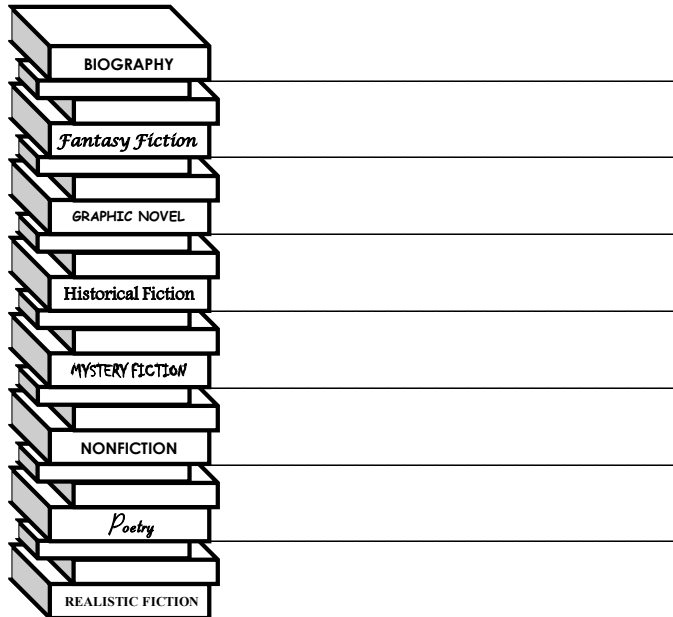 BIOGRAPHY
Fantasy Fiction
GRAPHIC NOVEL
Historical Fiction
MYSTERY FICTION
NONFICTION
Poetry
REALISTIC FICTION